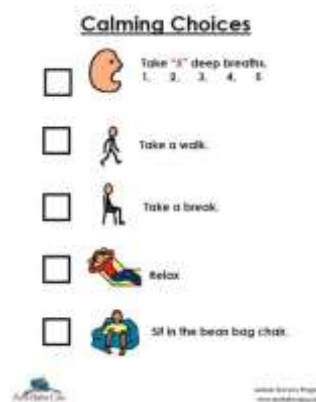 Calming Choices
Take "5" deep breaths.
1. 2. 3. 4. 5
Take a walk.
Take a break.
Relax
Sit in the bean bag chair.